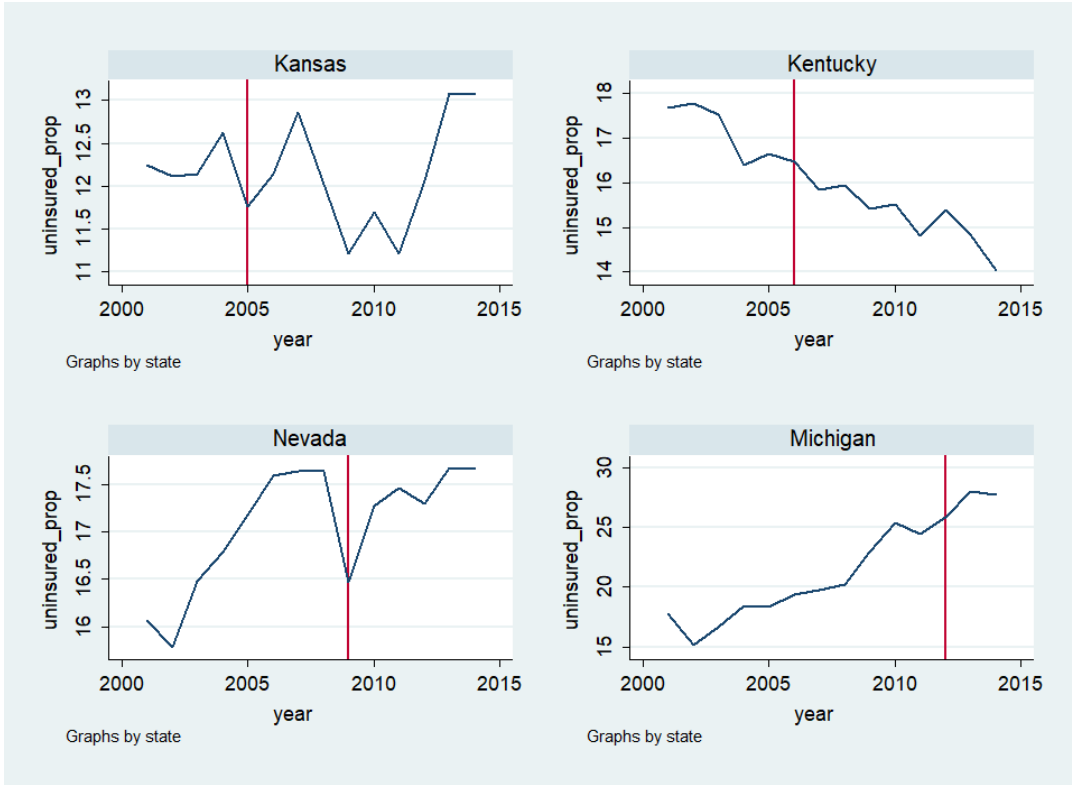 Kansas
uninsured_prop
13
12.5
12
11.5
11
2000 2005 2010 2015
year
Graphs by state
Kentucky
uninsured_prop
18
17
16
15
14
2000 2005 2010 2015
year
Graphs by state
Nevada
uninsured_prop
17.5
17
16.5
16
2000 2005 2010 2015
year
Graphs by state
Michigan
uninsured_prop
30
25
20
15
2000 2005 2010 2015
year
Graphs by state